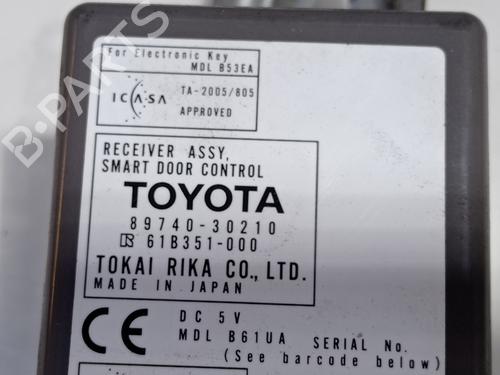 For Electronic Key
MDL B53EA
ICASA
TA-2005/805
APPROVED
RECEIVER ASSY,
SMART DOOR CONTROL
TOYOTA
89740-30210
61B351-000
TOKAI RIKA CO., LTD.
MADE IN JAPAN
CE
DC 5V
MDL B61UA SERIAL No.
(See barcode below)
B-PARTS